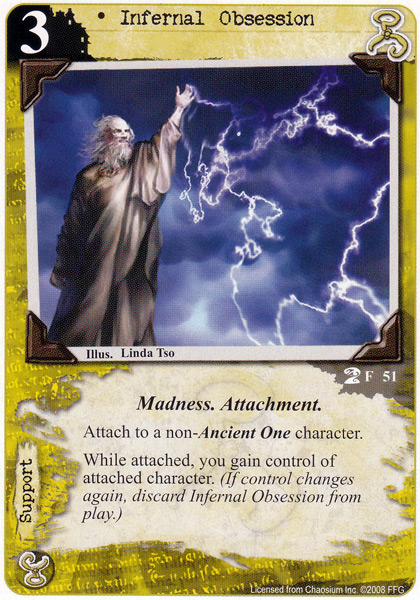 3
• Infernal Obsession
Illus. Linda Tso
F 51
Madness. Attachment.
Attach to a non-Ancient One character.
While attached, you gain control of
attached character. (If control changes
again, discard Infernal Obsession from
play.)
Support
Licensed from Chaosium Inc. ©2008 FFG